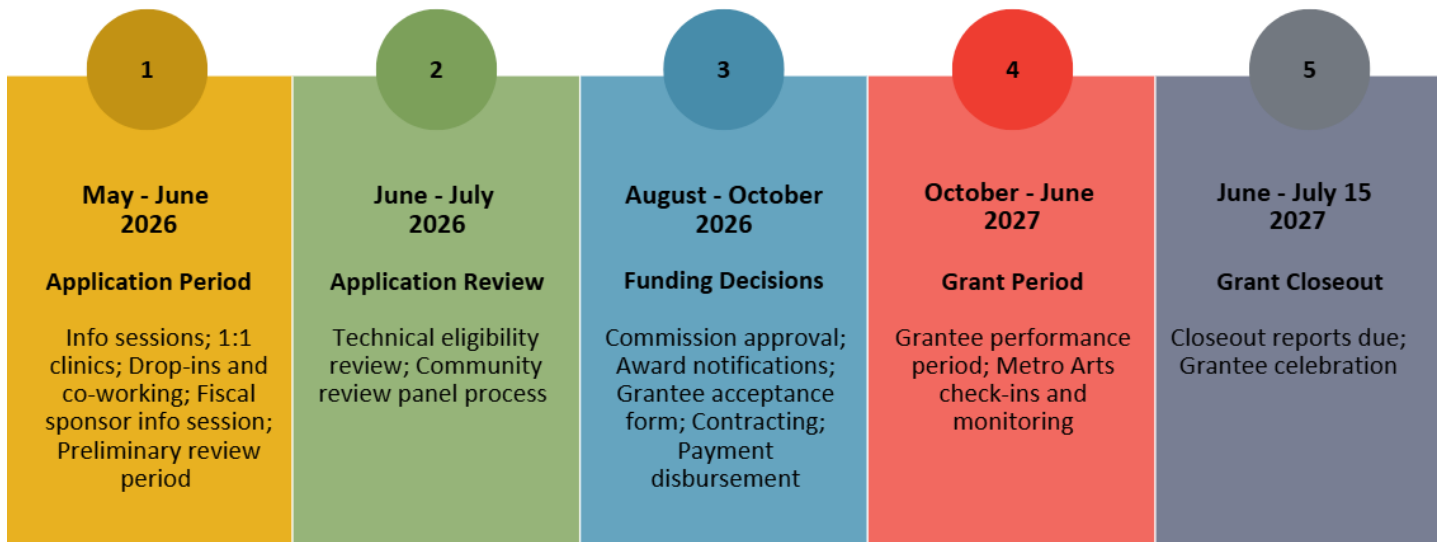 1
May - June
2026
Application Period
Info sessions; 1:1
clinics; Drop-ins and
co-working; Fiscal
sponsor info session;
Preliminary review
period
2
June - July
2026
Application Review
Technical eligibility
review; Community
review panel process
3
August - October
2026
Funding Decisions
Commission approval;
Award notifications;
Grantee acceptance
form; Contracting;
Payment
disbursement
4
October - June
2027
Grant Period
Grantee performance
period; Metro Arts
check-ins and
monitoring
5
June - July 15
2027
Grant Closeout
Closeout reports due;
Grantee celebration